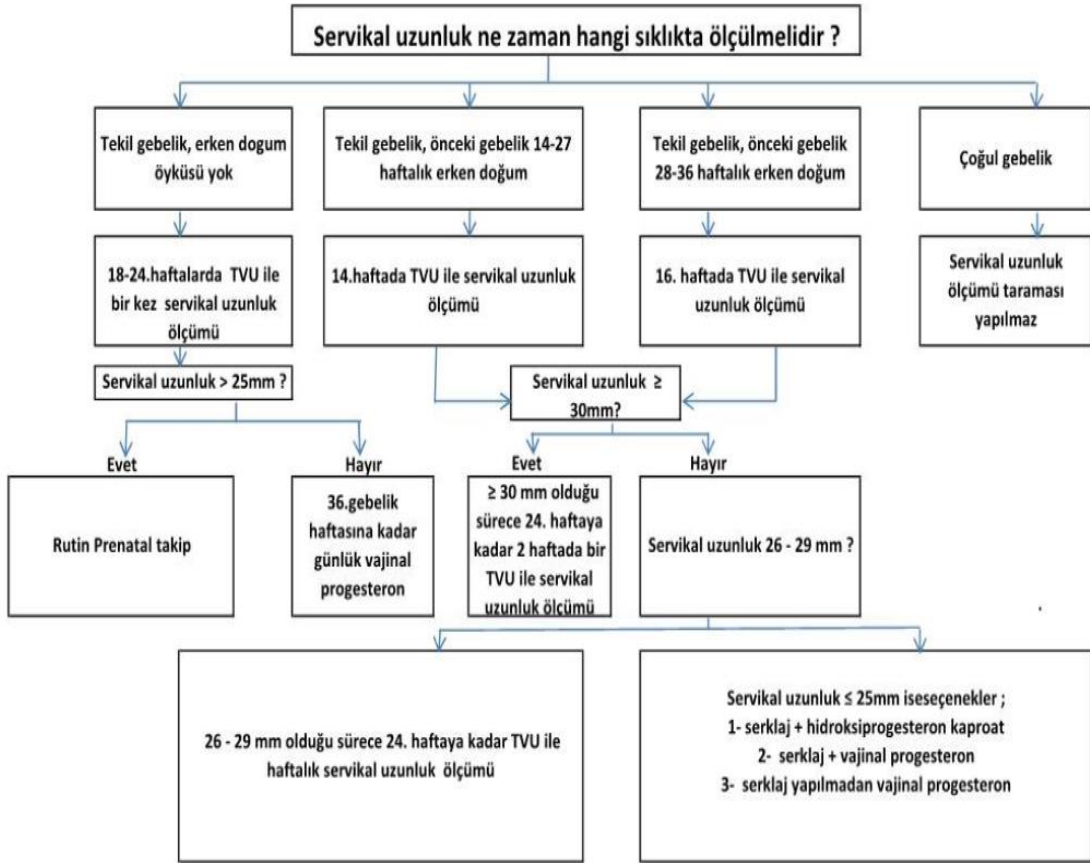 Servikal uzunluk ne zaman hangi sıklıkta ölçülmelidir ?
Tekil gebelik, erken dogum
öyküsü yok
Tekil gebelik, önceki gebelik 14-27
haftalık erken doğum
Tekil gebelik, önceki gebelik
28-36 haftalık erken doğum
Çoğul gebelik
18-24.haftalarda TVU ile
bir kez servikal uzunluk
ölçümü
14.haftada TVU ile servikal uzunluk
ölçümü
16. haftada TVU ile servikal
uzunluk ölçümü
Servikal uzunluk
ölçümü taraması
yapılmaz
Servikal uzunluk > 25mm ?
Servikal uzunluk ≥
30mm?
Evet
Hayır
Evet
Hayır
Rutin Prenatal takip
36.gebelik
haftasına kadar
günlük vajinal
progesteron
≥ 30 mm olduğu
sürece 24. haftaya
kadar 2 haftada bir
TVU ile servikal
uzunluk ölçümü
Servikal uzunluk 26 - 29 mm ?
26 - 29 mm olduğu sürece 24. haftaya kadar TVU ile
haftalık servikal uzunluk ölçümü
Servikal uzunluk ≤ 25mm iseseçenekler ;
1- serklaj + hidroksiprogesteron kaproat
2- serklaj + vajinal progesteron
3- serklaj yapılmadan vajinal progesteron